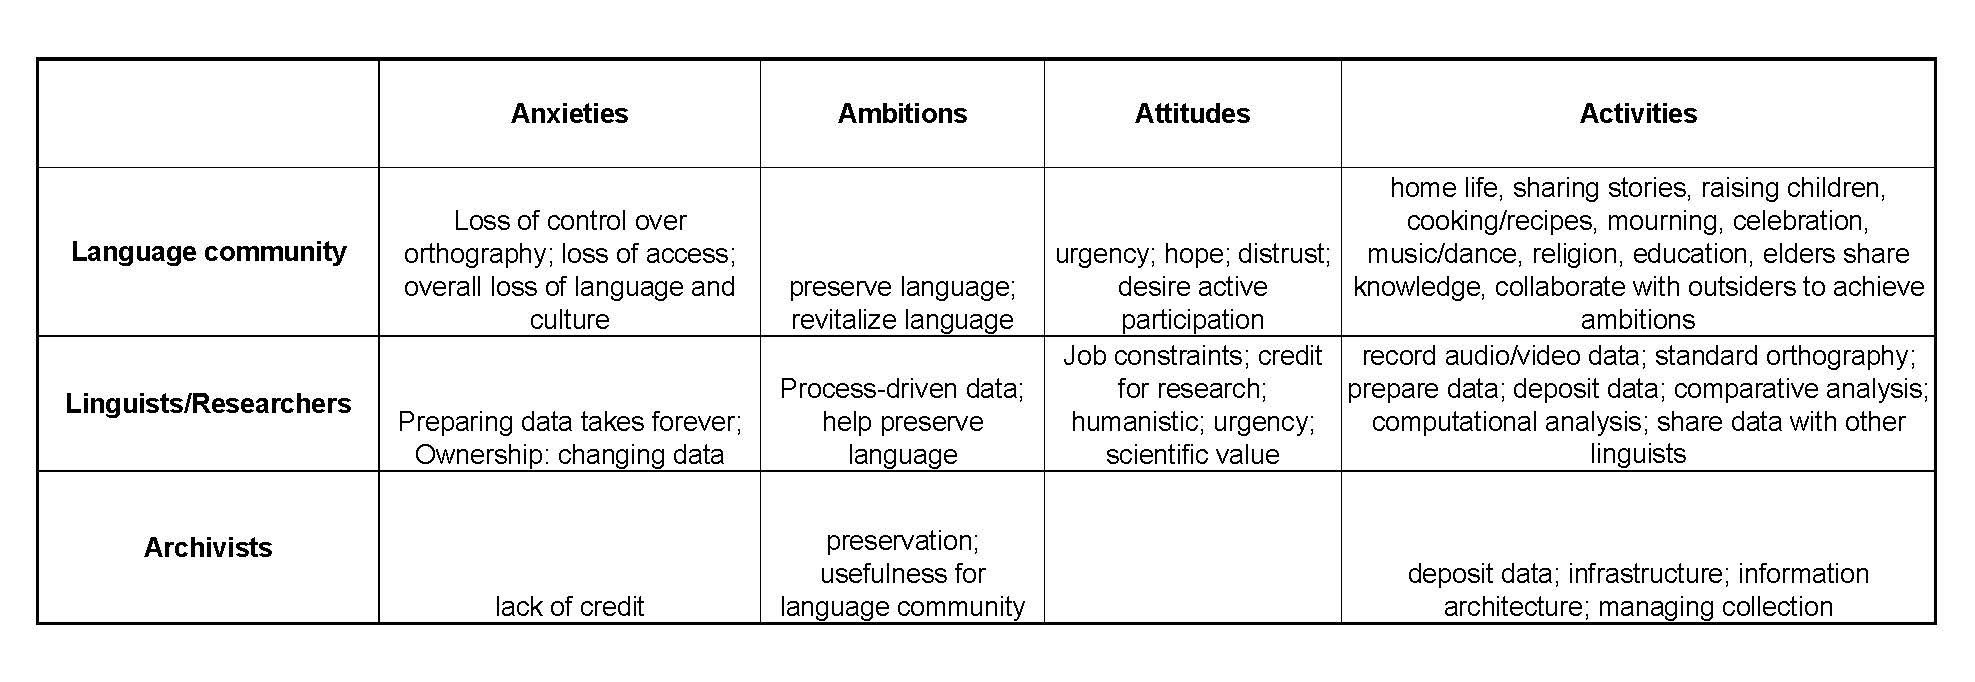 Anxieties
Ambitions
Attitudes
Activities
Language community
Loss of control over
orthography; loss of access;
overall loss of language and
culture
preserve language;
revitalize language
urgency; hope; distrust;
desire active
participation
home life, sharing stories, raising children,
cooking/recipes, mourning, celebration,
music/dance, religion, education, elders share
knowledge, collaborate with outsiders to achieve
ambitions
Linguists/Researchers
Preparing data takes forever;
Ownership: changing data
Process-driven data;
help preserve
language
Job constraints; credit
for research;
humanistic; urgency;
scientific value
record audio/video data; standard orthography;
prepare data; deposit data; comparative analysis;
computational analysis; share data with other
linguists
Archivists
lack of credit
preservation;
usefulness for
language community
deposit data; infrastructure; information
architecture; managing collection